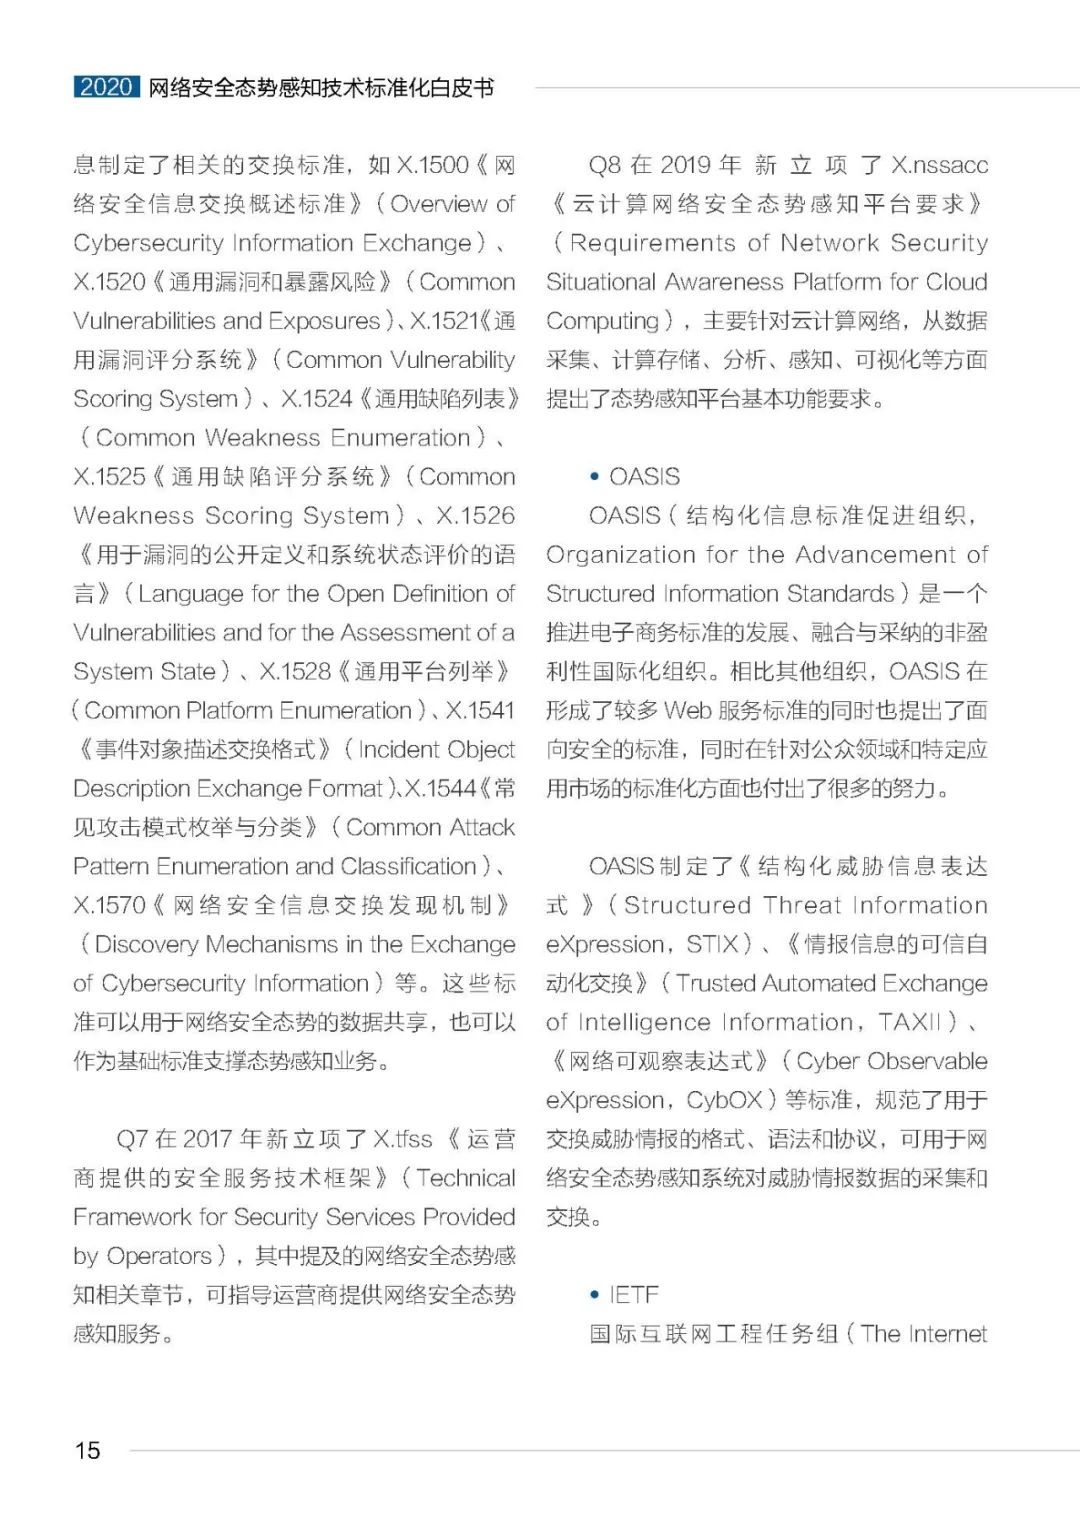 2020 网络安全态势感知技术标准化白皮书
息制定了相关的交换标准，如 X.1500《网
络安全信息交换概述标准》（Overview of
Cybersecurity Information Exchange）、
X.1520《通用漏洞和暴露风险》（Common
Vulnerabilities and Exposures）、X.1521《通
用漏洞评分系统》（Common Vulnerability
Scoring System）、X.1524《通用缺陷列表》
（Common Weakness Enumeration）、
X.1525《通用缺陷评分系统》（Common
Weakness Scoring System）、X.1526
《用于漏洞的公开定义和系统状态评价的语
言》（Language for the Open Definition of
Vulnerabilities and for the Assessment of a
System State）、X.1528《通用平台列举》
（Common Platform Enumeration）、X.1541
《事件对象描述交换格式》（Incident Object
Description Exchange Format）、X.1544《常
见攻击模式枚举与分类》（Common Attack
Pattern Enumeration and Classification）、
X.1570《网络安全信息交换发现机制》
（Discovery Mechanisms in the Exchange
of Cybersecurity Information）等。这些标
准可以用于网络安全态势的数据共享，也可以
作为基础标准支撑态势感知业务。
Q7 在 2017 年新立项了 X.tfss《运营
商提供的安全服务技术框架》（Technical
Framework for Security Services Provided
by Operators），其中提及的网络安全态势感
知相关章节，可指导运营商提供网络安全态势
感知服务。
Q8 在 2019 年 新 立 项 了 X.nssacc
《云计算网络安全态势感知平台要求》
（Requirements of Network Security
Situational Awareness Platform for Cloud
Computing），主要针对云计算网络，从数据
采集、计算存储、分析、感知、可视化等方面
提出了态势感知平台基本功能要求。
• OASIS
OASIS（结构化信息标准促进组织，
Organization for the Advancement of
Structured Information Standards）是一个
推进电子商务标准的发展、融合与采纳的非盈
利性国际化组织。相比其他组织，OASIS 在
形成了较多 Web 服务标准的同时也提出了面
向安全的标准，同时在针对公众领域和特定应
用市场的标准化方面也付出了很多的努力。
OASIS 制定了《结构化威胁信息表达
式 》（Structured Threat Information
eXpression，STIX）、《情报信息的可信自
动化交换》（Trusted Automated Exchange
of Intelligence Information，TAXII）、
《网络可观察表达式》（Cyber Observable
eXpression，CybOX）等标准，规范了用于
交换威胁情报的格式、语法和协议，可用于网
络安全态势感知系统对威胁情报数据的采集和
交换。
• IETF
国际互联网工程任务组（The Internet
15